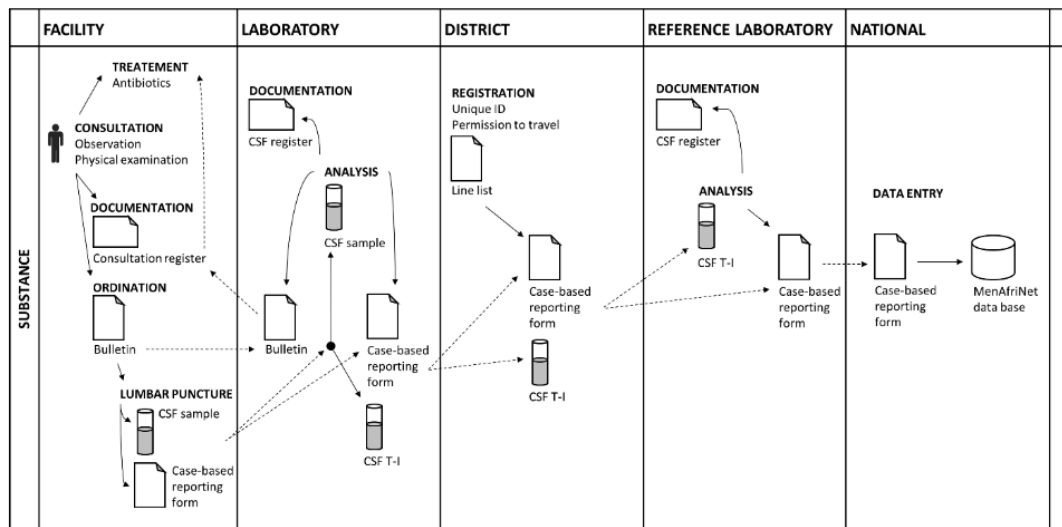 FACILITY
LABORATORY
DISTRICT
REFERENCE LABORATORY
NATIONAL
SUBSTANCE
TREATEMENT
Antibiotics
CONSULTATION
Observation
Physical examination
DOCUMENTATION
Consultation register
ORDINATION
Bulletin
LUMBAR PUNCTURE
CSF sample
Case-based
reporting
form
DOCUMENTATION
CSF register
ANALYSIS
CSF sample
Bulletin
Case-based
reporting
form
CSF T-I
REGISTRATION
Unique ID
Permission to travel
Line list
Case-based
reporting
form
CSF T-I
DOCUMENTATION
CSF register
ANALYSIS
CSF T-I
Case-based
reporting
form
DATA ENTRY
Case-based
reporting
form
MenAfriNet
data base